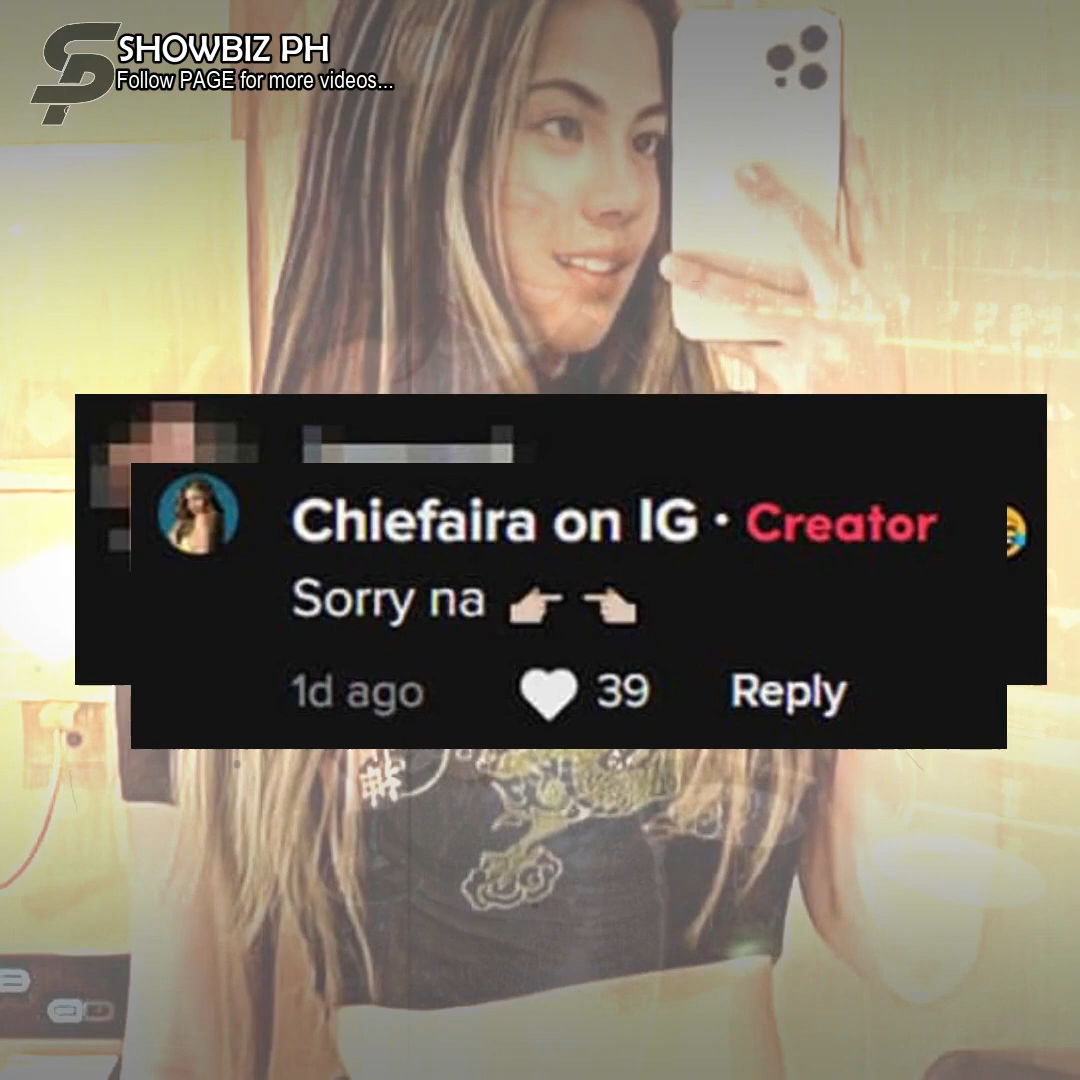 SHOWBIZ PH
Follow PAGE for more videos...
Chiefaira on IG · Creator
Sorry na 👉🏻 👈🏻
1d ago 39 Reply